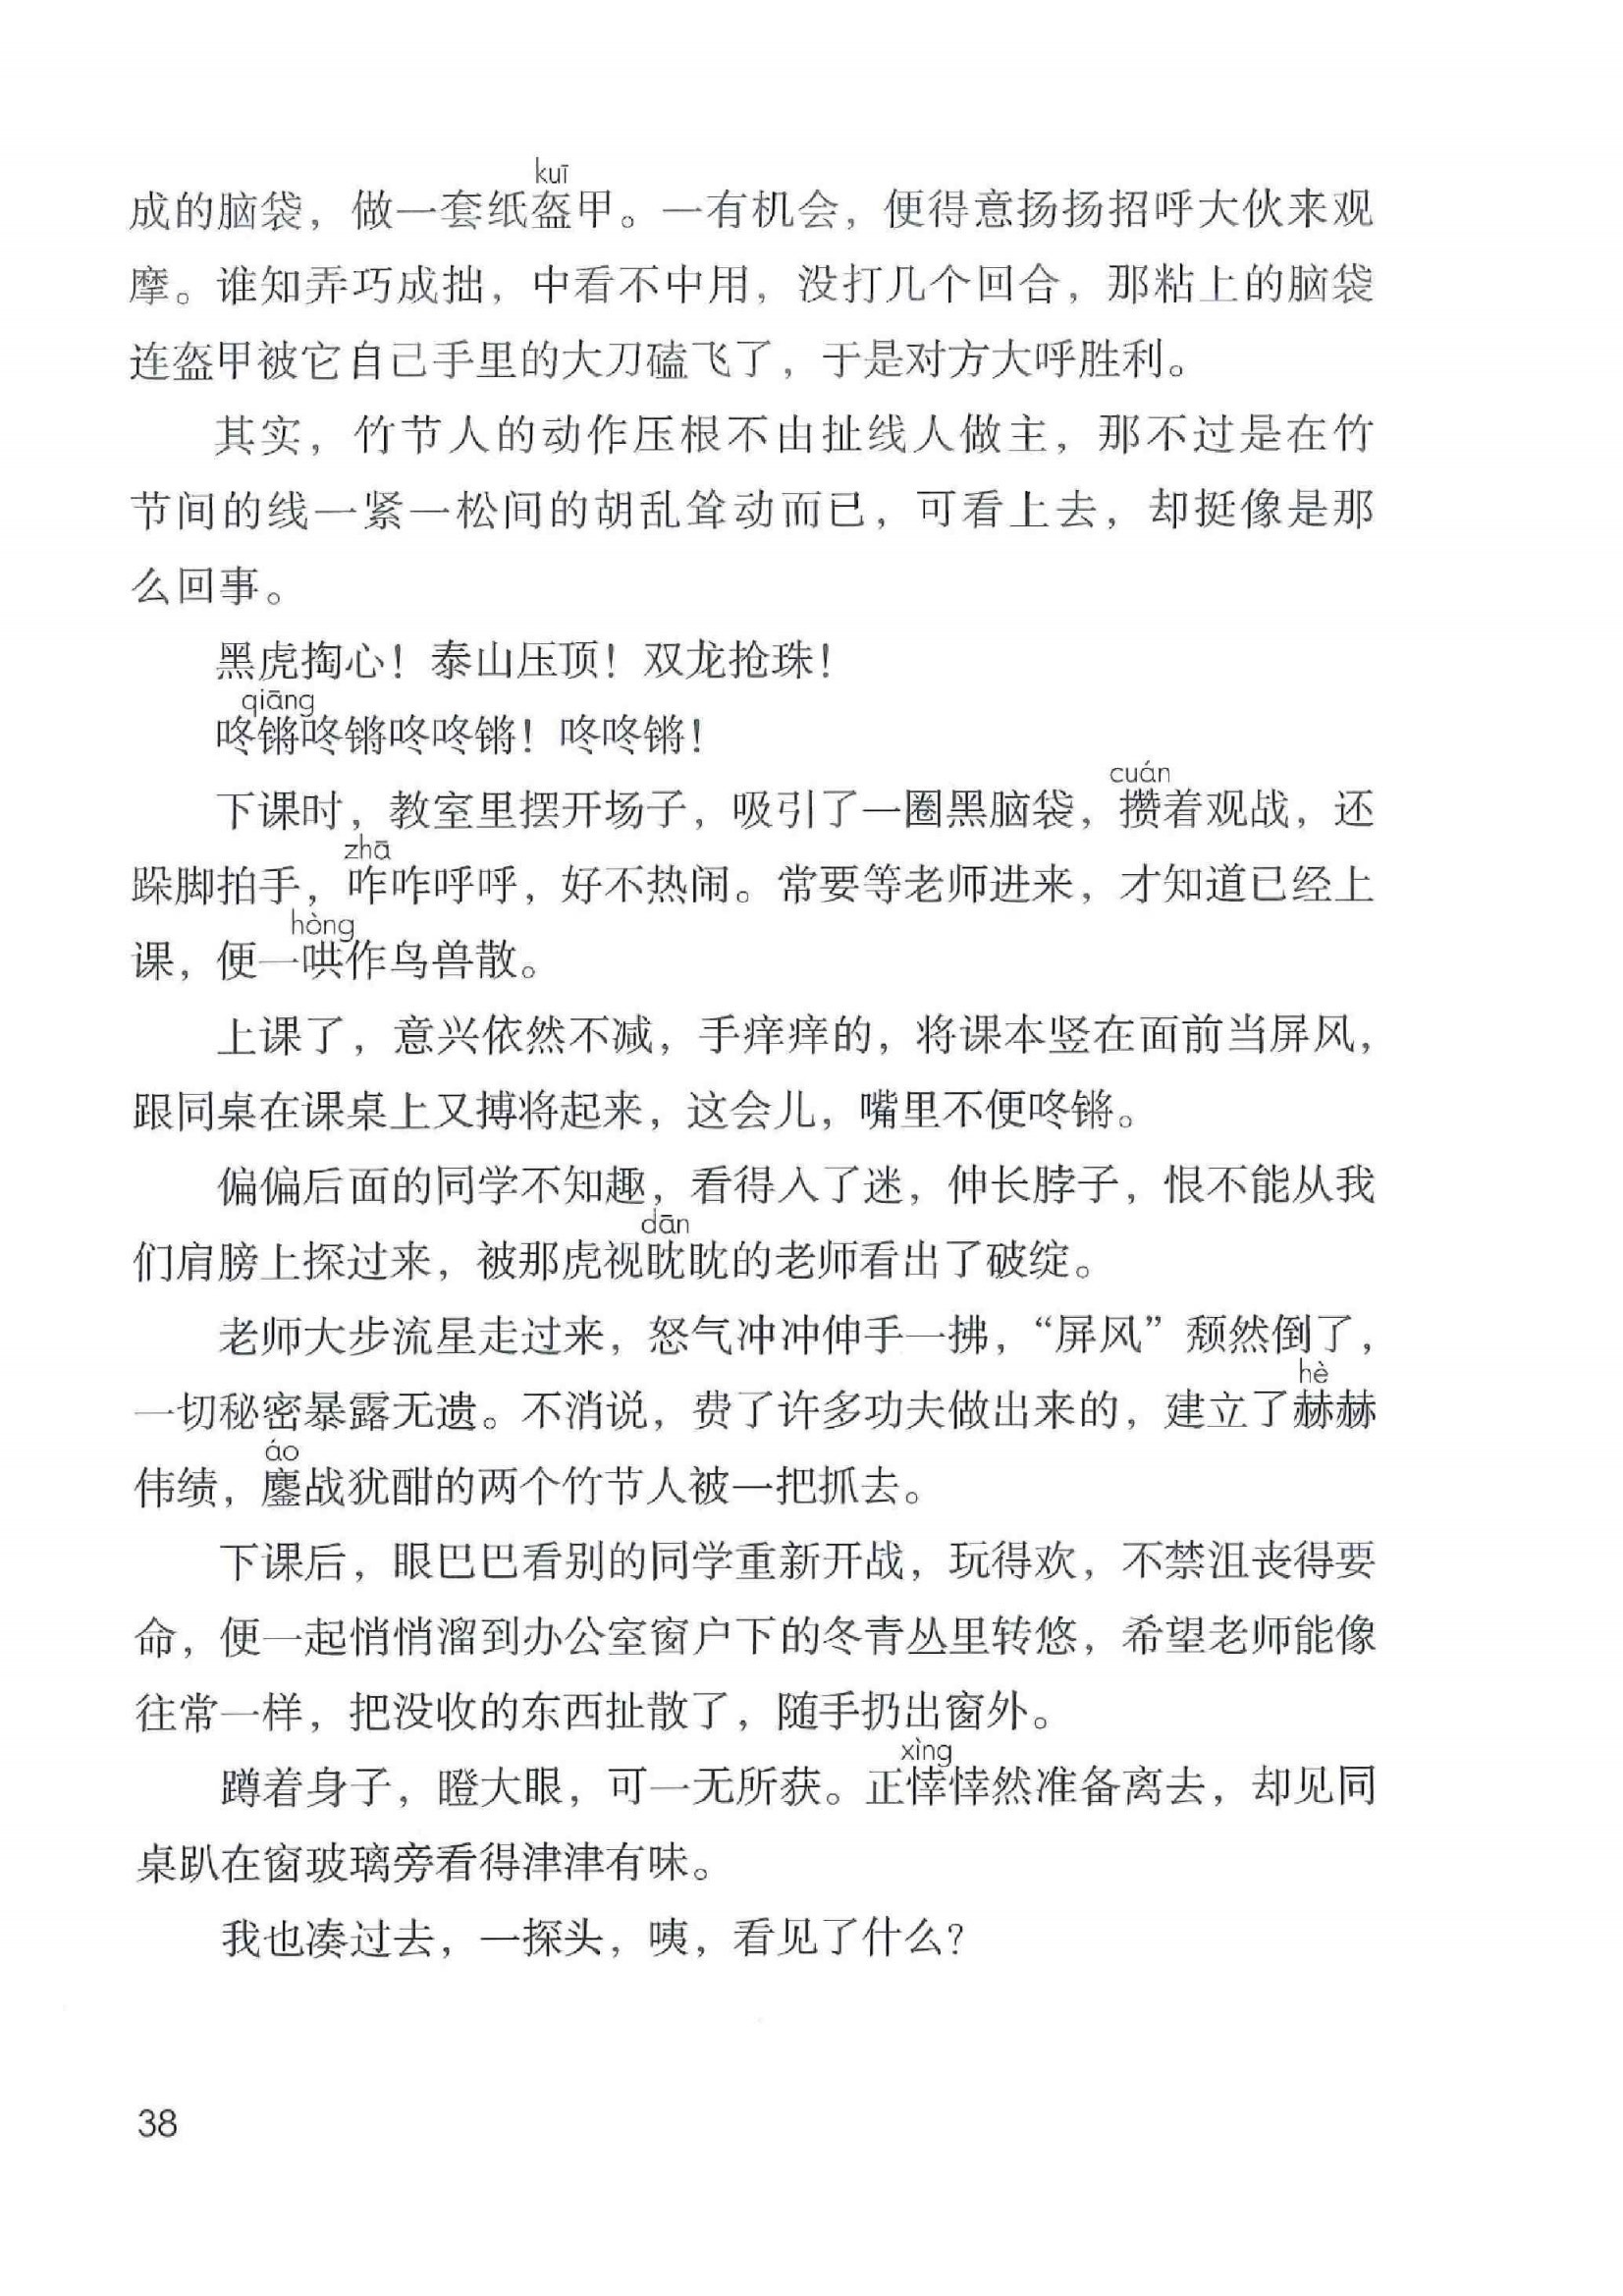 kuī
成的脑袋，做一套纸盔甲。一有机会，便得意扬扬招呼大伙来观
摩。谁知弄巧成拙，中看不中用，没打几个回合，那粘上的脑袋
连盔甲被它自己手里的大刀磕飞了，于是对方大呼胜利。
其实，竹节人的动作压根不由扯线人做主，那不过是在竹
节间的线一紧一松间的胡乱耸动而已，可看上去，却挺像是那
么回事。
黑虎掏心！泰山压顶！双龙抢珠！
qiāng
咚锵咚锵咚咚锵！咚咚锵！
cuán
下课时，教室里摆开场子，吸引了一圈黑脑袋，攒着观战，还
zhā
跺脚拍手，咋咋呼呼，好不热闹。常要等老师进来，才知道已经上
hòng
课，便一哄作鸟兽散。
上课了，意兴依然不减，手痒痒的，将课本竖在面前当屏风，
跟同桌在课桌上又搏将起来，这会儿，嘴里不便咚锵。
偏偏后面的同学不知趣，看得入了迷，伸长脖子，恨不能从我
dān
们肩膀上探过来，被那虎视眈眈的老师看出了破绽。
老师大步流星走过来，怒气冲冲伸手一拂，“屏风”颓然倒了，
hè
一切秘密暴露无遗。不消说，费了许多功夫做出来的，建立了赫赫
áo
伟绩，鏖战犹酣的两个竹节人被一把抓去。
下课后，眼巴巴看别的同学重新开战，玩得欢，不禁沮丧得要
命，便一起悄悄溜到办公室窗户下的冬青丛里转悠，希望老师能像
往常一样，把没收的东西扯散了，随手扔出窗外。
xìng
蹲着身子，瞪大眼，可一无所获。正悻悻然准备离去，却见同
桌趴在窗玻璃旁看得津津有味。
我也凑过去，一探头，咦，看见了什么？
38